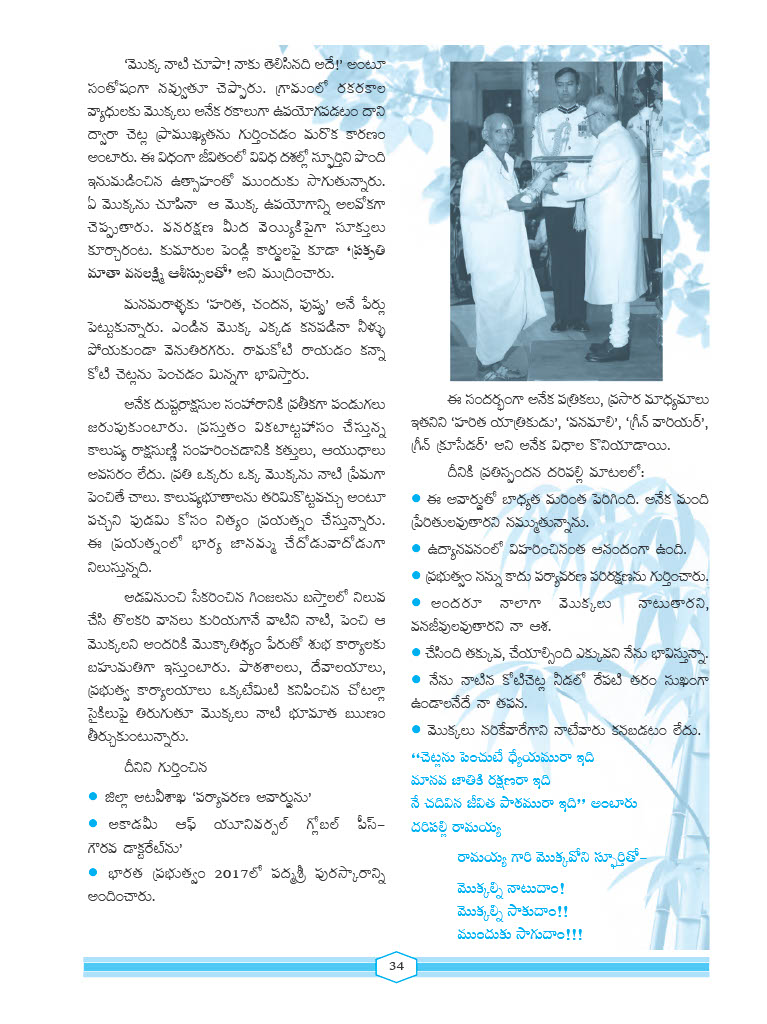 ‘మొక్క నాటి చూపా! నాకు తెలిసినది అదే!’ అంటూ
సంతోషంగా నవ్వుతూ చెప్పారు. గ్రామంలో రకరకాల
వ్యాధులకు మొక్కలు అనేక రకాలుగా ఉపయోగపడటం దాని
ద్వారా చెట్ల ప్రాముఖ్యతను గుర్తించడం మరొక కారణం
అంటారు. ఈ విధంగా జీవితంలో వివిధ దశల్లో స్ఫూర్తిని పొంది
ఇనుమడించిన ఉత్సాహంతో ముందుకు సాగుతున్నారు.
ఏ మొక్కను చూపినా ఆ మొక్క ఉపయోగాన్ని అలవోకగా
చెప్పుతారు. వనరక్షణ మీద వెయ్యికిపైగా సూక్తులు
కూర్చారంట. కుమారుల పెండ్లి కార్డులపై కూడా ‘ప్రకృతి
మాతా వనలక్ష్మి ఆశీస్సులతో’ అని ముద్రించారు.
మనమరాళ్ళకు ‘హరిత, చందన, పుష్ప’ అనే పేర్లు
పెట్టుకున్నారు. ఎండిన మొక్క ఎక్కడ కనపడినా నీళ్ళు
పోయకుండా వెనుతిరగరు. రామకోటి రాయడం కన్నా
కోటి చెట్లను పెంచడం మిన్నగా భావిస్తారు.
అనేక దుష్టరాక్షసుల సంహారానికి ప్రతీకగా పండుగలు
జరుపుకుంటారు. ప్రస్తుతం వికటాట్టహాసం చేస్తున్న
కాలుష్య రాక్షసుణ్ణి సంహరించడానికి కత్తులు, ఆయుధాలు
అవసరం లేదు. ప్రతి ఒక్కరు ఒక్క మొక్కను నాటి ప్రేమగా
పెంచితే చాలు. కాలుష్యభూతాలను తరిమికొట్టవచ్చు అంటూ
పచ్చని పుడమి కోసం నిత్యం ప్రయత్నం చేస్తున్నారు.
ఈ ప్రయత్నంలో భార్య జానమ్మ చేదోడువాదోడుగా
నిలుస్తున్నది.
అడవినుంచి సేకరించిన గింజలను బస్తాలలో నిలువ
చేసి తొలకరి వానలు కురియగానే వాటిని నాటి, పెంచి ఆ
మొక్కలని అందరికి మొక్కాతిథ్యం పేరుతో శుభ కార్యాలకు
బహుమతిగా ఇస్తుంటారు. పాఠశాలలు, దేవాలయాలు,
ప్రభుత్వ కార్యాలయాలు ఒక్కటేమిటి కనిపించిన చోటల్లా
సైకిలుపై తిరుగుతూ మొక్కలు నాటి భూమాత ఋణం
తీర్చుకుంటున్నారు.
దీనిని గుర్తించిన
● జిల్లా అటవీశాఖ ‘పర్యావరణ అవార్డును’
● అకాడమీ ఆఫ్ యూనివర్సల్ గ్లోబల్ పీస్–
గౌరవ డాక్టరేట్‌ను’
● భారత ప్రభుత్వం 2017లో పద్మశ్రీ పురస్కారాన్ని
అందించారు.
ఈ సందర్భంగా అనేక పత్రికలు, ప్రసార మాధ్యమాలు
ఇతనిని ‘హరిత యాత్రికుడు’, ‘వనమాలి’, ‘గ్రీన్ వారియర్’,
గ్రీన్ క్రూసేడర్’ అని అనేక విధాల కొనియాడాయి.
దీనికి ప్రతిస్పందన దరిపల్లి మాటలలో:
● ఈ అవార్డుతో బాధ్యత మరింత పెరిగింది. అనేక మంది
ప్రేరితులవుతారని నమ్ముతున్నాను.
● ఉద్యానవనంలో విహరించినంత ఆనందంగా ఉంది.
● ప్రభుత్వం నన్ను కాదు పర్యావరణ పరిరక్షణను గుర్తించారు.
● అందరూ నాలాగా మొక్కలు నాటుతారని,
వనజీవులవుతారని నా ఆశ.
● చేసింది తక్కువ, చేయాల్సింది ఎక్కువని నేను భావిస్తున్నా.
● నేను నాటిన కోటిచెట్ల నీడలో రేపటి తరం సుఖంగా
ఉండాలనేదే నా తపన.
● మొక్కలు నరికేవారేగాని నాటేవారు కనబడటం లేదు.
“చెట్లను పెంచుటే ధ్యేయమురా ఇది
మానవ జాతికి రక్షణరా ఇది
నే చదివిన జీవిత పాఠమురా ఇది” అంటారు
దరిపల్లి రామయ్య
రామయ్య గారి మొక్కవోని స్ఫూర్తితో–
మొక్కల్ని నాటుదాం!
మొక్కల్ని సాకుదాం!!
ముందుకు సాగుదాం!!!
34